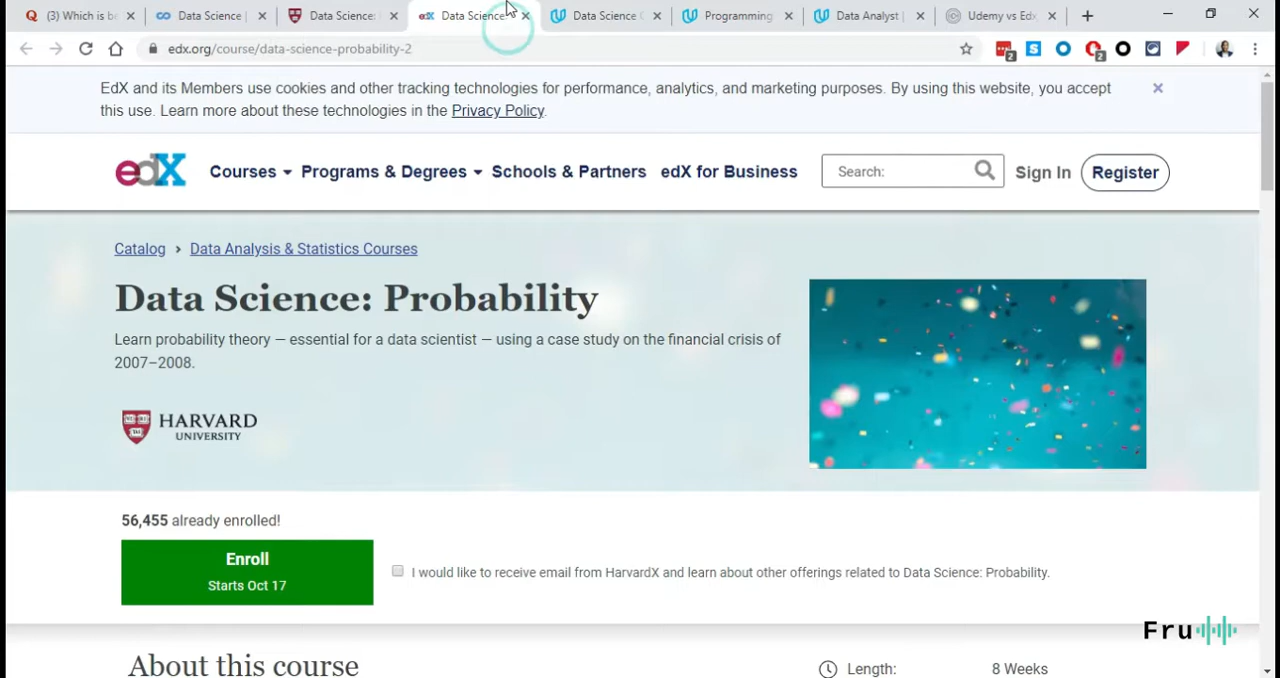 (3) Which is be
Data Science |
Data Science:
Data Science:
Data Science
Programming
Data Analyst |
Udemy vs Edx
edx.org/course/data-science-probability-2
2
2
EdX and its Members use cookies and other tracking technologies for performance, analytics, and marketing purposes. By using this website, you accept
this use. Learn more about these technologies in the Privacy Policy.
edX
Courses
Programs & Degrees
Schools & Partners
edX for Business
Search:
Sign In
Register
Catalog › Data Analysis & Statistics Courses
Data Science: Probability
Learn probability theory — essential for a data scientist — using a case study on the financial crisis of
2007–2008.
HARVARD
UNIVERSITY
56,455 already enrolled!
Enroll
Starts Oct 17
I would like to receive email from HarvardX and learn about other offerings related to Data Science: Probability.
Fru
About this course
Length: 8 Weeks